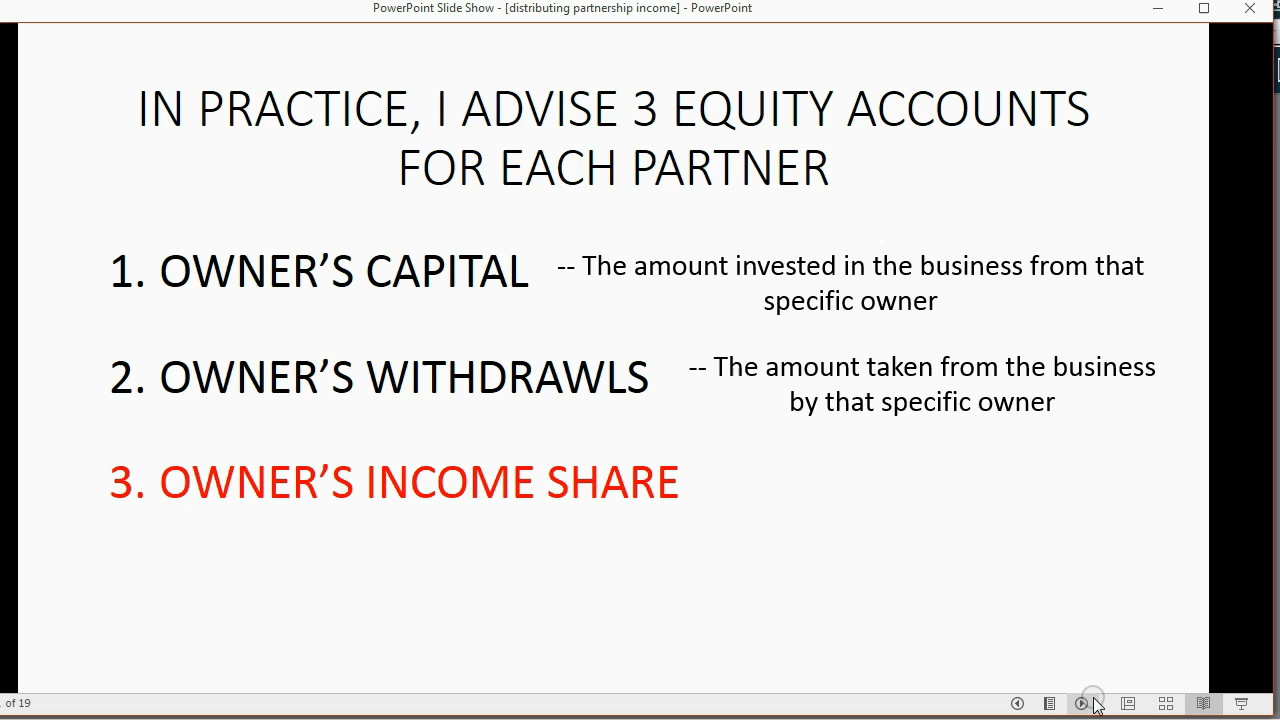 PowerPoint Slide Show - [distributing partnership income] - PowerPoint
IN PRACTICE, I ADVISE 3 EQUITY ACCOUNTS
FOR EACH PARTNER
1. OWNER’S CAPITAL
-- The amount invested in the business from that
specific owner
2. OWNER’S WITHDRAWLS
-- The amount taken from the business
by that specific owner
3. OWNER’S INCOME SHARE
of 19